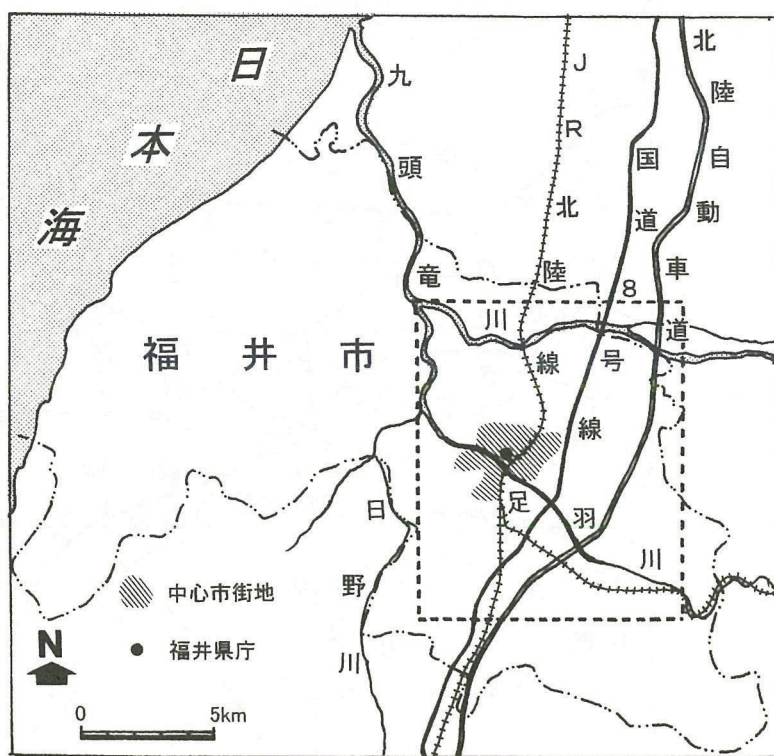 日本海
九頭竜川
JR北陸線
国道8号線
北陸自動車道
福井市
足羽川
日野川
中心市街地
福井県庁
N
0 5km